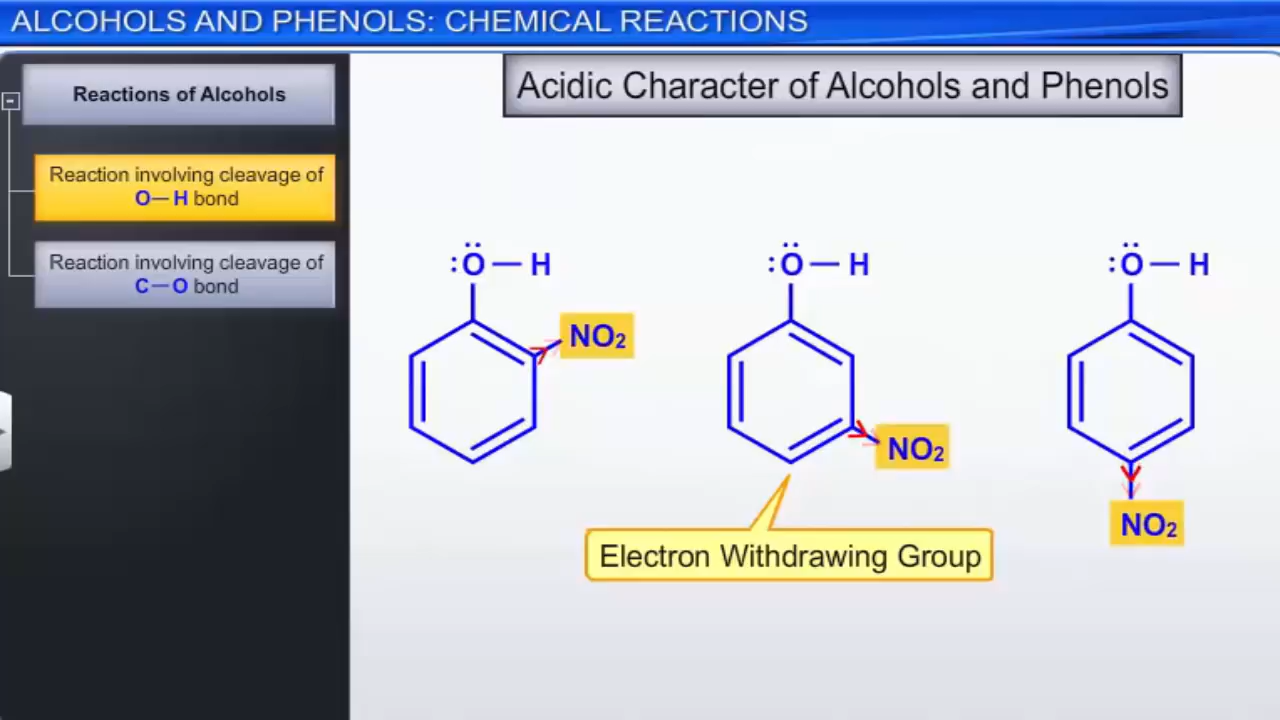 ALCOHOLS AND PHENOLS: CHEMICAL REACTIONS
Reactions of Alcohols
Reaction involving cleavage of
O—H bond
Reaction involving cleavage of
C—O bond
Acidic Character of Alcohols and Phenols
:Ö—H
NO₂
:Ö—H
NO₂
:Ö—H
NO₂
Electron Withdrawing Group